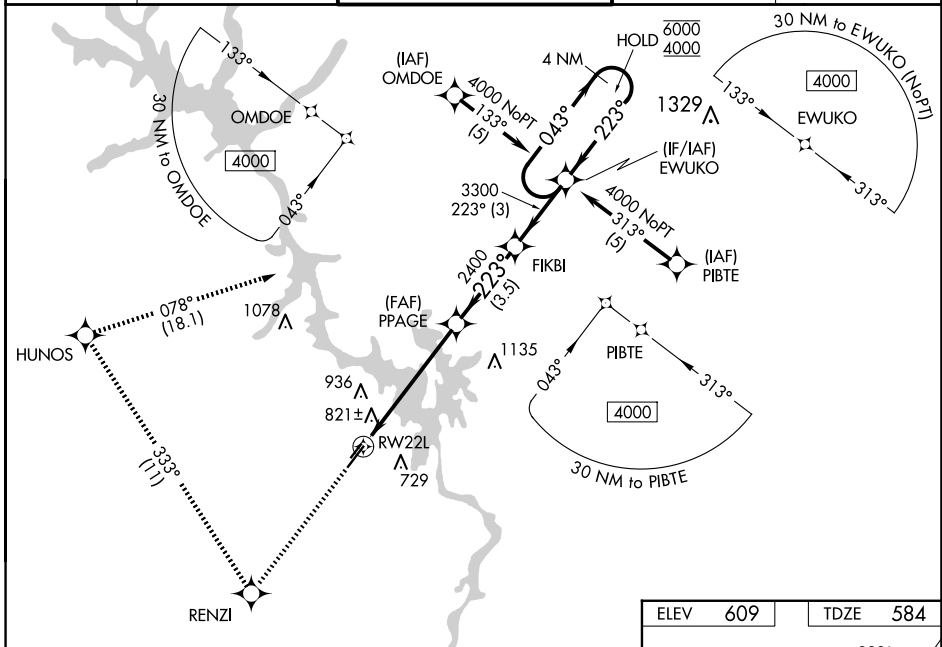 133°
OMDOE
30 NM to OMDOE
4000
043°
(IAF)
OMDOE
4000 NoPT
133°
(5)
4 NM
HOLD
6000
4000
043°
223°
1329
30 NM to EWUKO (NoPT)
4000
133°
EWUKO
313°
(IF/IAF)
EWUKO
3300
223° (3)
4000 NoPT
313°
(5)
(IAF)
PIBTE
FIKBI
2400
223°
(3.5)
(FAF)
PPAGE
078°
(18.1)
1078
HUNOS
1135
PIBTE
043°
313°
4000
30 NM to PIBTE
936
821±
RW22L
729
333°
(11)
RENZI
ELEV 609
TDZE 584